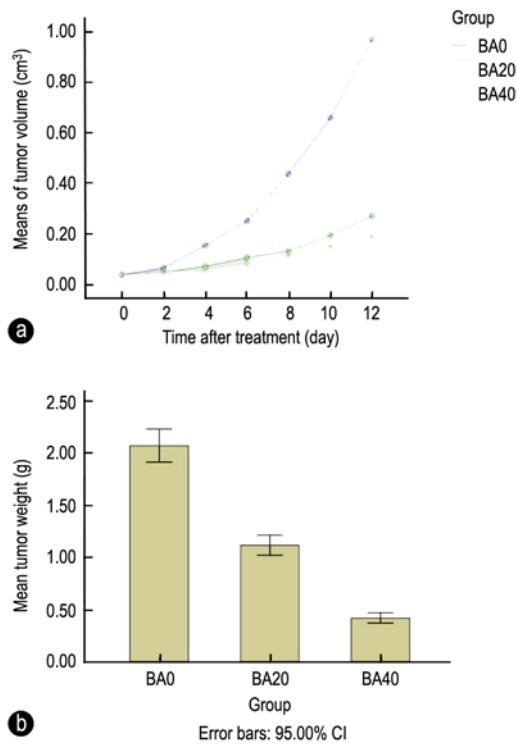 Group
BA0
BA20
BA40
Means of tumor volume (cm³)
1.00
0.80
0.60
0.40
0.20
0.00
0 2 4 6 8 10 12
Time after treatment (day)
a
Mean tumor weight (g)
2.50
2.00
1.50
1.00
0.50
0.00
BA0 BA20 BA40
Group
Error bars: 95.00% CI
b